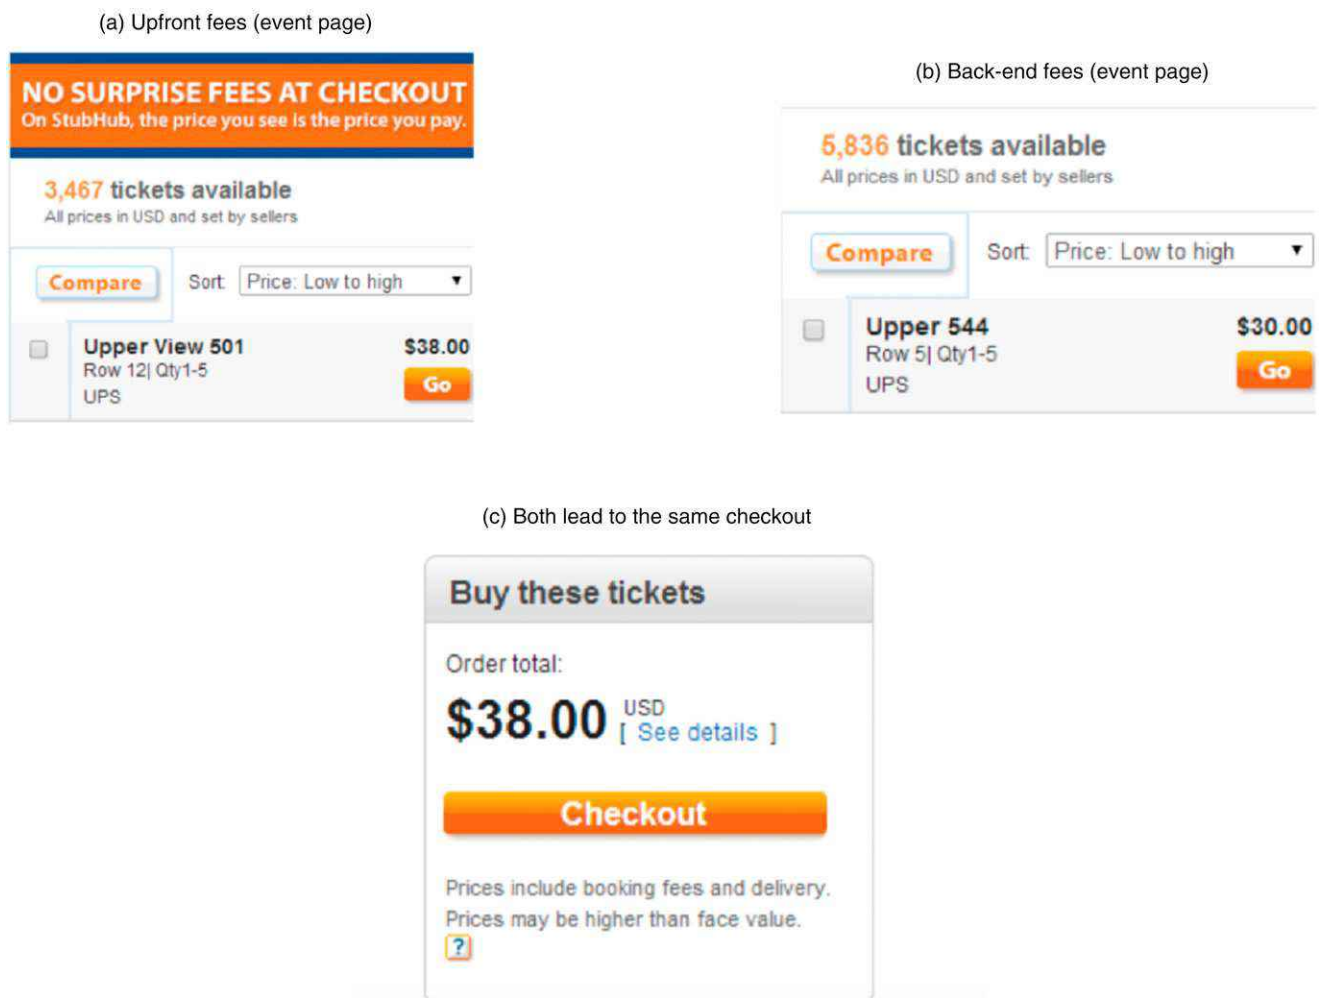 (a) Upfront fees (event page)
NO SURPRISE FEES AT CHECKOUT
On StubHub, the price you see is the price you pay.
3,467 tickets available
All prices in USD and set by sellers
Compare
Sort: Price: Low to high
Upper View 501
$38.00
Row 12| Qty1-5
Go
UPS
(b) Back-end fees (event page)
5,836 tickets available
All prices in USD and set by sellers
Compare
Sort: Price: Low to high
Upper 544
$30.00
Row 5| Qty1-5
Go
UPS
(c) Both lead to the same checkout
Buy these tickets
Order total:
$38.00 USD
[ See details ]
Checkout
Prices include booking fees and delivery.
Prices may be higher than face value.
?